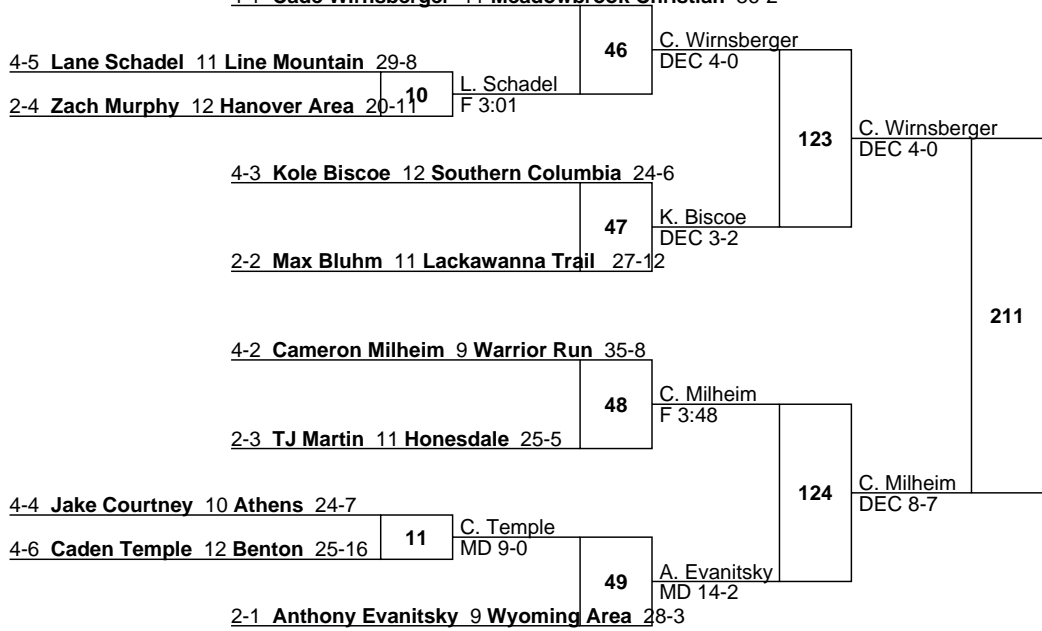 46
C. Wirnsberger
DEC 4-0
4-5 Lane Schadel 11 Line Mountain 29-8
10
L. Schadel
F 3:01
2-4 Zach Murphy 12 Hanover Area 20-11
123
C. Wirnsberger
DEC 4-0
4-3 Kole Biscoe 12 Southern Columbia 24-6
47
K. Biscoe
DEC 3-2
2-2 Max Bluhm 11 Lackawanna Trail 27-12
211
4-2 Cameron Milheim 9 Warrior Run 35-8
48
C. Milheim
F 3:48
2-3 TJ Martin 11 Honesdale 25-5
124
C. Milheim
DEC 8-7
4-4 Jake Courtney 10 Athens 24-7
11
C. Temple
MD 9-0
4-6 Caden Temple 12 Benton 25-16
49
A. Evanitsky
MD 14-2
2-1 Anthony Evanitsky 9 Wyoming Area 28-3